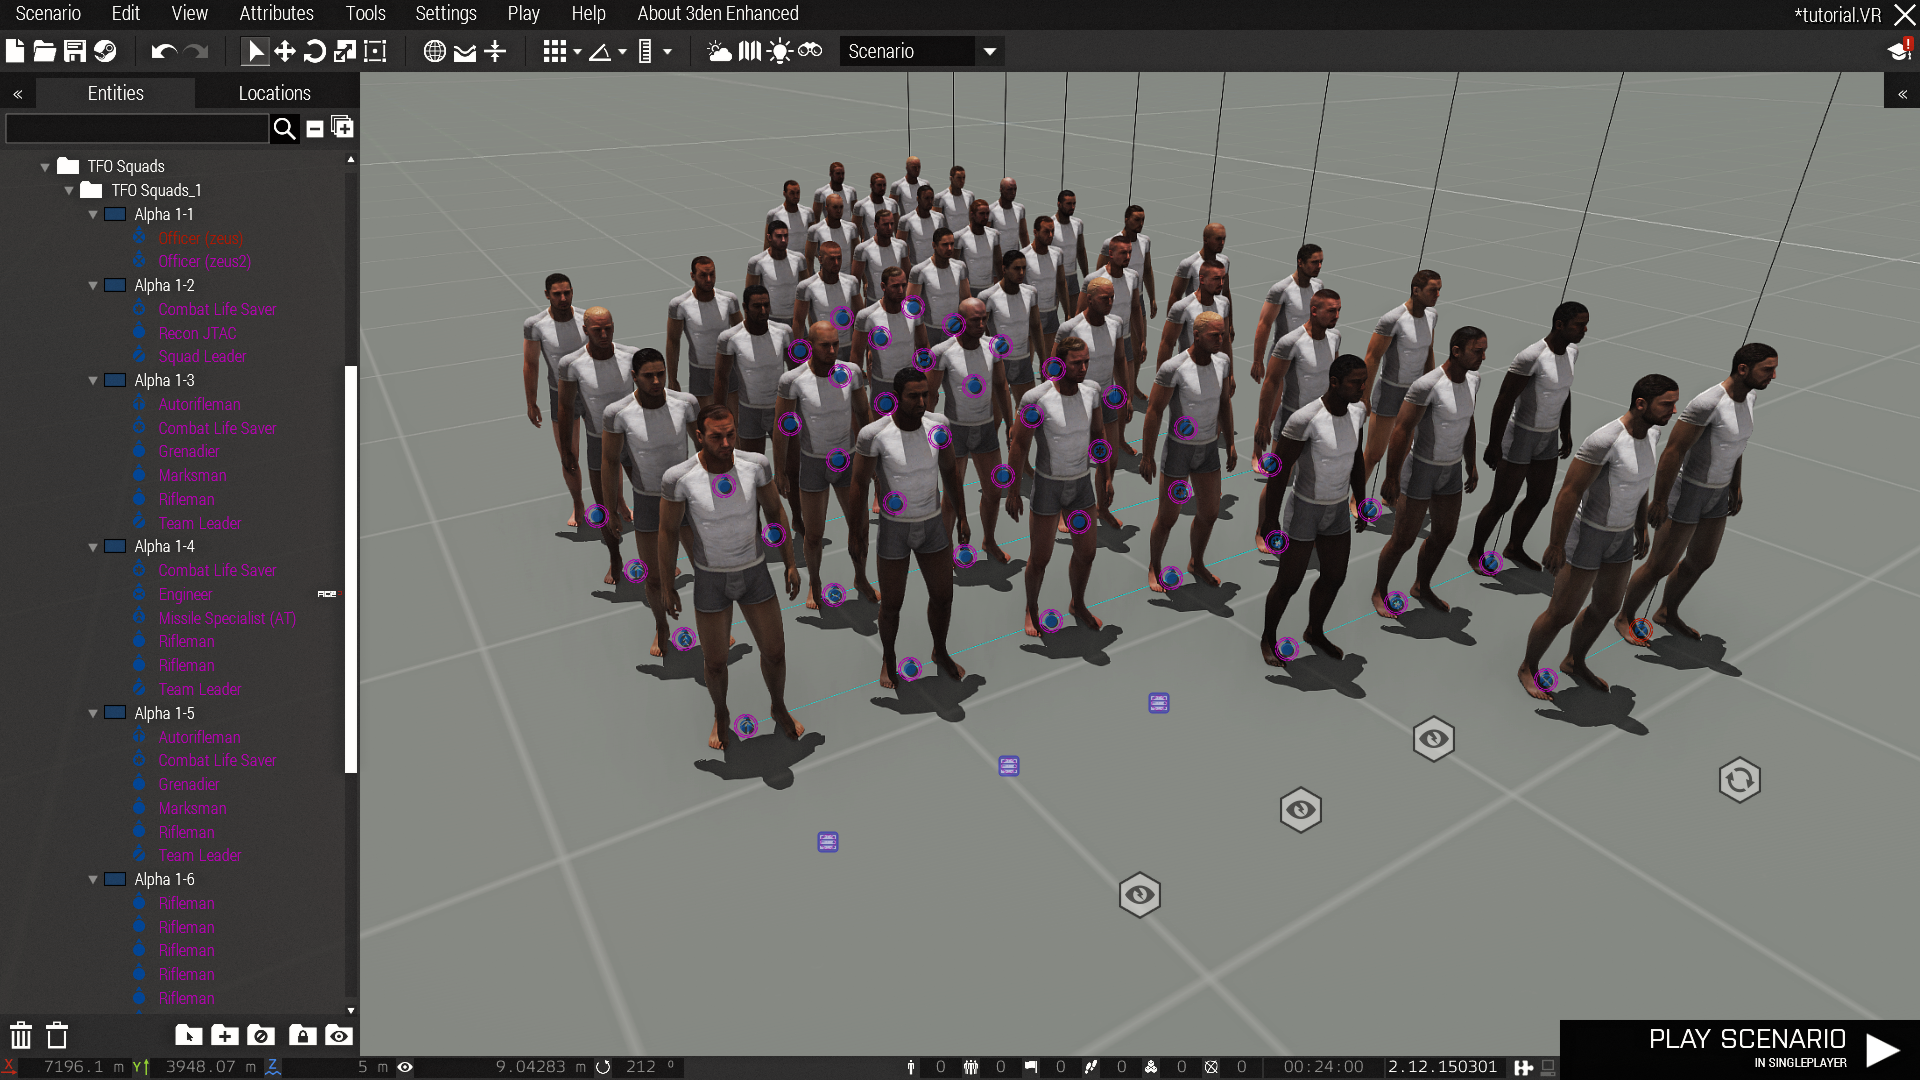 Scenario Edit View Attributes Tools Settings Play Help About 3den Enhanced *tutorial.VR
Scenario
Entities Locations
TFO Squads
TFO Squads_1
Alpha 1-1
Officer (zeus)
Officer (zeus2)
Alpha 1-2
Combat Life Saver
Recon JTAC
Squad Leader
Alpha 1-3
Autorifleman
Combat Life Saver
Grenadier
Marksman
Rifleman
Team Leader
Alpha 1-4
Combat Life Saver
Engineer
Missile Specialist (AT)
Rifleman
Rifleman
Team Leader
Alpha 1-5
Autorifleman
Combat Life Saver
Grenadier
Marksman
Rifleman
Team Leader
Alpha 1-6
Rifleman
Rifleman
Rifleman
Rifleman
Rifleman
PLAY SCENARIO
IN SINGLEPLAYER
X 7196.1 m Y 3948.07 m Z 5 m 9.04283 m 212 º 0 0 0 0 0 0 00:24:00 2.12.150301